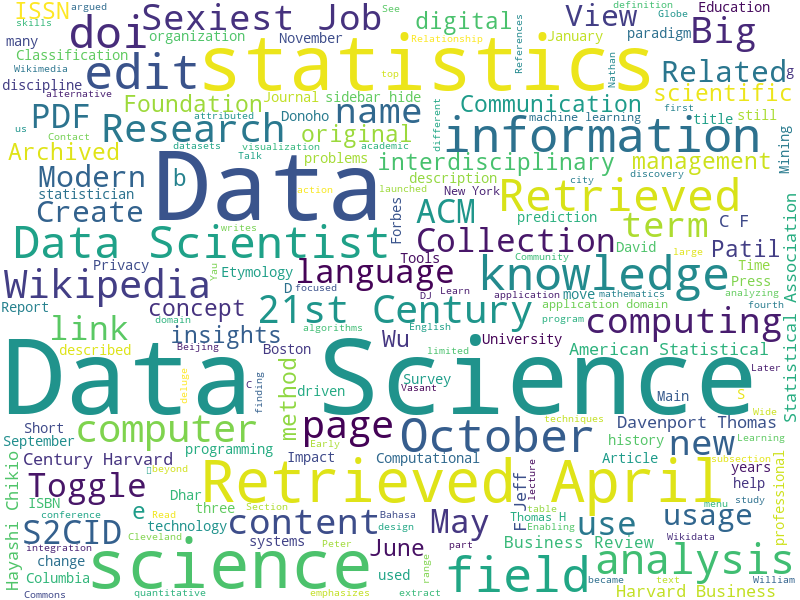 ISSN
argued
skills
many
Classification
Wikimedia
discipline
alternative
organization
doi
Sexiest Job
November
digital
See
Relationship
top
View
January
definition
Globe
paradigm
Education
Big
edit
statistics
References
Nathan
Related
g
PDF
Foundation
Journal
sidebar hide
Communication
scientific
us
Contact
Research
attributed
Donoho
name
original
different
machine learning
first
title
still
Mining
datasets
visualization
academic
information
Archived
Talk
problems
interdisciplinary
management
discovery
Modern
b
Data
action
launched
description
New York
city
statistician
Retrieved
Create
Forbes
ACM
prediction
term
C F
Statistical Association
writes
Data Scientist
Collection
David
large
Patil
Privacy
Yau
Etymology
language
Tools
Community
knowledge
Time
Wikipedia
D
focused
DJ
Learn
application
mathematics
move
application domain
Press
analyzing
Report
concept
21st Century
program
fourth
link
domain
insights
algorithms
English
Wu
University
computing
described
Beijing
Boston
limited
American Statistical
Later
Data Science
deluge
C
finding
driven
Survey
Vasant
Main
S
Wide
method
page
techniques
Short
computer
October
Davenport Thomas
September
programming
Impact
Computational
Article
history
new
Learning
Hayashi Chikio
Century Harvard
Early
beyond
Retrieved April
F Jeff
lecture
subsection
years
Toggle
Dhar
help
professional
ISBN
three
Read
Section
table
menu
study
conference
e
content
Bahasa
May
Thomas H
use
usage
S2CID
technology
design
Enabling
Wikidata
integration
Cleveland
systems
Peter
June
part
Business Review
change
science
range
field
analysis
Columbia
used
became
text
William
Commons
quantitative
emphasizes
extract
Harvard Business